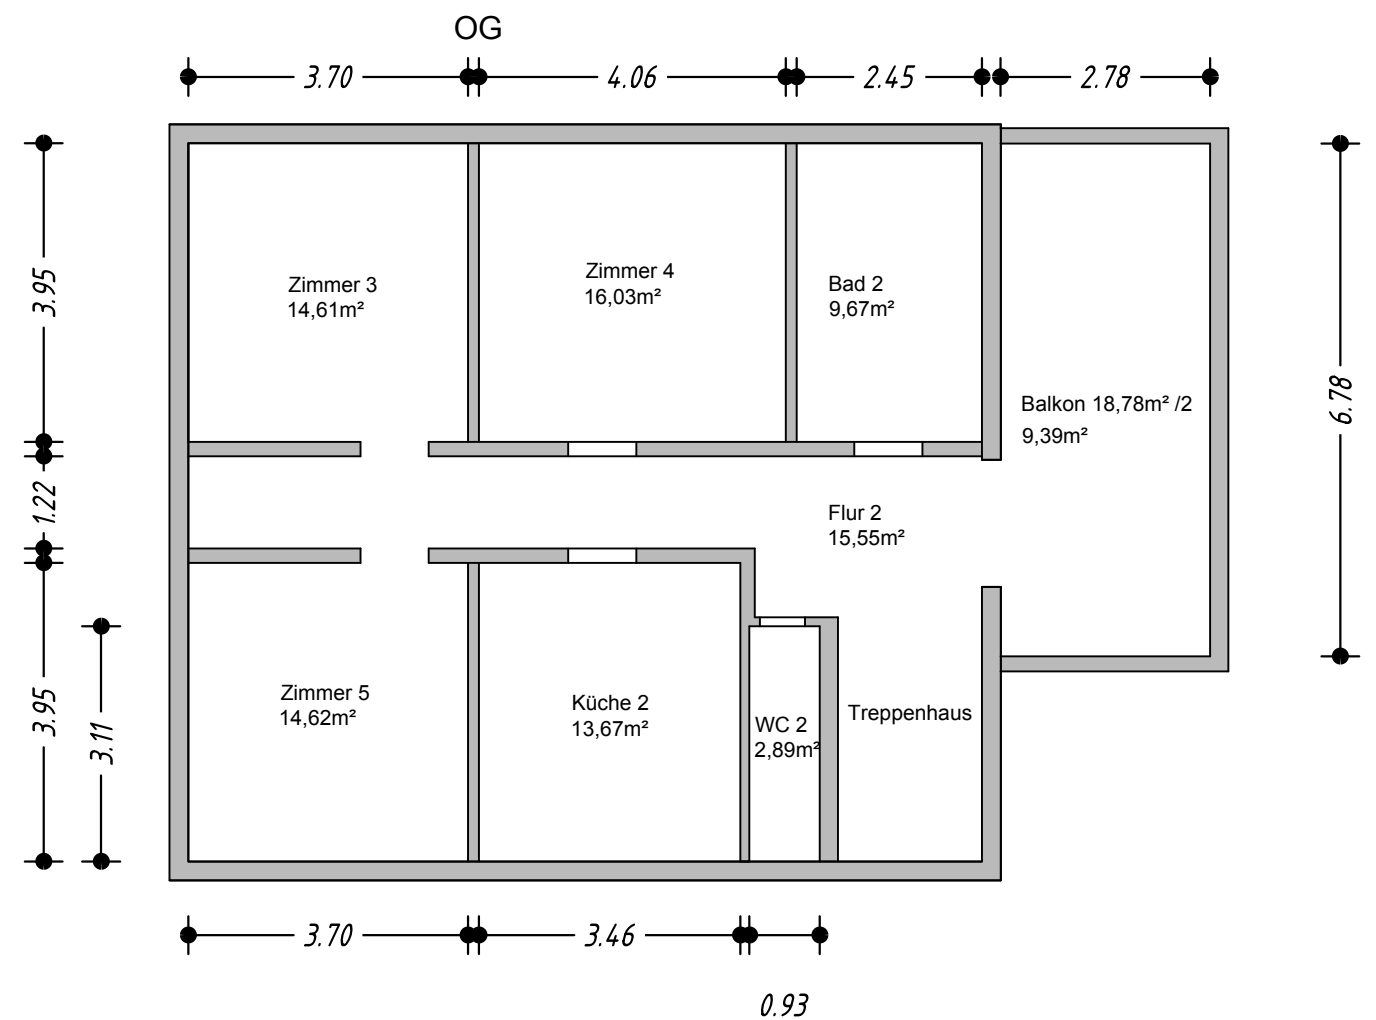 OG
3.70
4.06
2.45
2.78
3.95
1.22
3.95
3.11
6.78
Zimmer 3
14,61m²
Zimmer 4
16,03m²
Bad 2
9,67m²
Balkon 18,78m² /2
9,39m²
Flur 2
15,55m²
Zimmer 5
14,62m²
Küche 2
13,67m²
WC 2
2,89m²
Treppenhaus
3.70
3.46
0.93